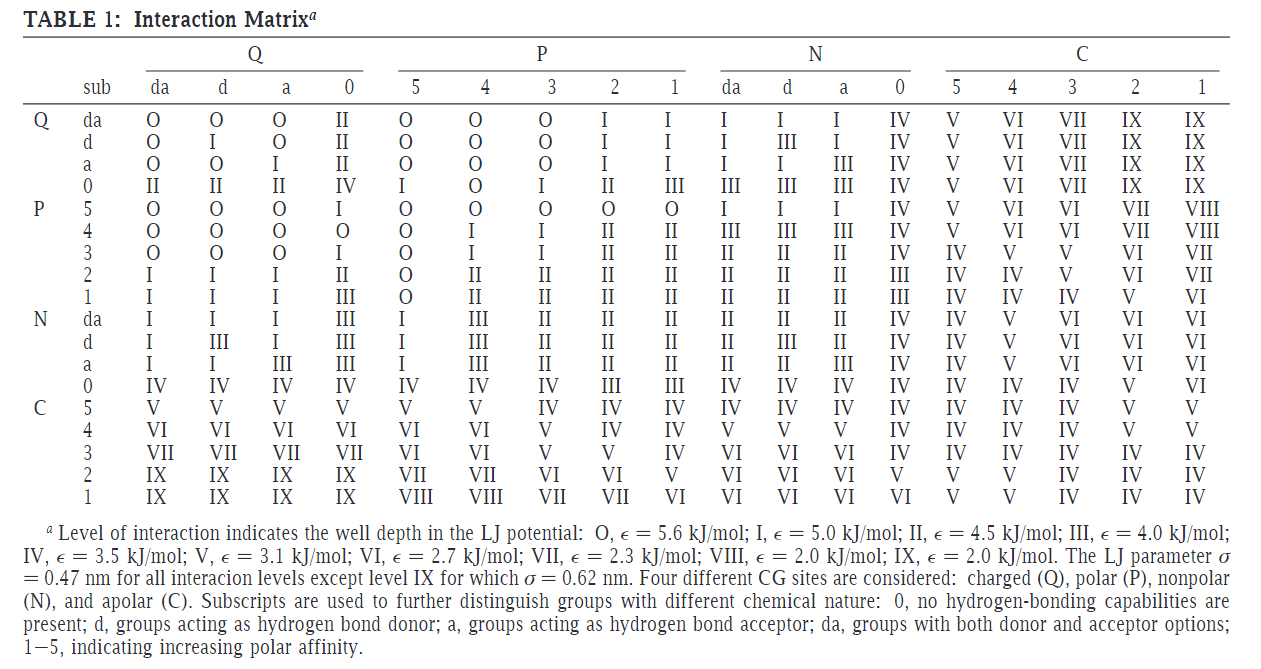 TABLE 1: Interaction Matrixᵃ
Q P N C
sub da d a 0 5 4 3 2 1 da d a 0 5 4 3 2 1
Q da O O O II O O O I I I I I IV V VI VII IX IX
d O I O II O O O I I I III I IV V VI VII IX IX
a O O I II O O O I I I I III IV V VI VII IX IX
0 II II II IV I O I II III III III III IV V VI VII IX IX
P 5 O O O I O O O O O I I I IV V VI VI VII VIII
4 O O O O O I I II II III III III IV V VI VI VII VIII
3 O O O I O I I II II II II II IV IV V V VI VII
2 I I I II O II II II II II II II III IV IV V VI VII
1 I I I III O II II II II II II II III IV IV IV V VI
N da I I I III I III II II II II II II IV IV V VI VI VI
d I III I III I III II II II II III II IV IV V VI VI VI
a I I III III I III II II II II II III IV IV V VI VI VI
0 IV IV IV IV IV IV IV III III IV IV IV IV IV IV IV V VI
C 5 V V V V V V IV IV IV IV IV IV IV IV IV IV V V
4 VI VI VI VI VI VI V IV IV V V V IV IV IV IV V V
3 VII VII VII VII VI VI V V IV VI VI VI IV IV IV IV IV IV
2 IX IX IX IX VII VII VI VI V VI VI VI V V V IV IV IV
1 IX IX IX IX VIII VIII VII VII VI VI VI VI VI V V IV IV IV
ᵃ Level of interaction indicates the well depth in the LJ potential: O, ϵ = 5.6 kJ/mol; I, ϵ = 5.0 kJ/mol; II, ϵ = 4.5 kJ/mol; III, ϵ = 4.0 kJ/mol;
IV, ϵ = 3.5 kJ/mol; V, ϵ = 3.1 kJ/mol; VI, ϵ = 2.7 kJ/mol; VII, ϵ = 2.3 kJ/mol; VIII, ϵ = 2.0 kJ/mol; IX, ϵ = 2.0 kJ/mol. The LJ parameter σ
= 0.47 nm for all interacion levels except level IX for which σ = 0.62 nm. Four different CG sites are considered: charged (Q), polar (P), nonpolar
(N), and apolar (C). Subscripts are used to further distinguish groups with different chemical nature: 0, no hydrogen-bonding capabilities are
present; d, groups acting as hydrogen bond donor; a, groups acting as hydrogen bond acceptor; da, groups with both donor and acceptor options;
1−5, indicating increasing polar affinity.